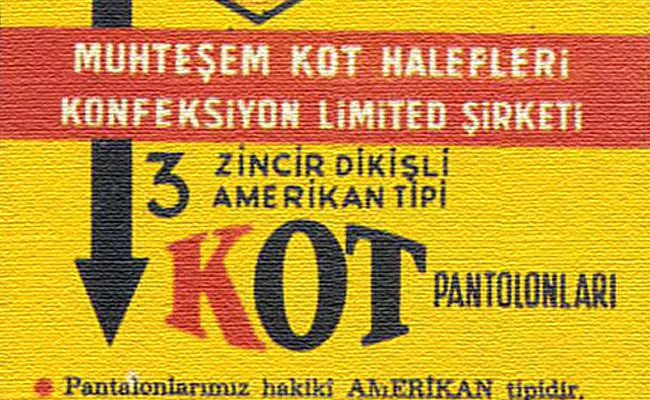 MUHTEŞEM KOT HALEFLERİ
KONFEKSİYON LİMİTED ŞİRKETİ
3 ZİNCİR DİKİŞLİ
AMERİKAN TİPİ
KOT PANTOLONLARI
Pantalonlarımız hakiki AMERİKAN tipidir.